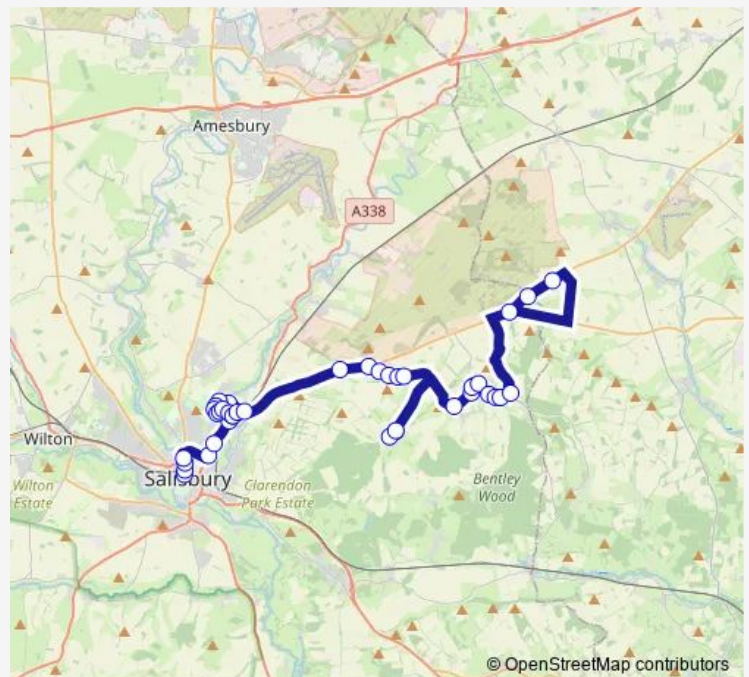 Amesbury
A338
Wilton
Salisbury
Wilton
Estate
Clarendon
Park Estate
Bentley
Wood
© OpenStreetMap contributors